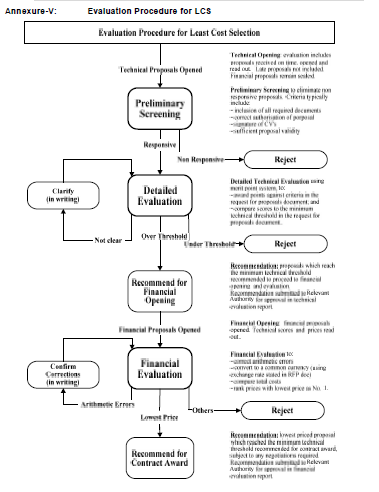 Annexure-V: Evaluation Procedure for LCS
Evaluation Procedure for Least Cost Selection
Technical Proposals Opened
Technical Opening: evaluation includes
proposals received on time, opened and
read out. Late proposals not included.
Financial proposals remain sealed.
Preliminary
Screening
Preliminary Screening to eliminate non
responsive proposals. Criteria typically
include:
–inclusion of all required documents
–correct authorisation of porposal
–signature of CV's
–sufficient proposal validity
Responsive
Non Responsive
Reject
Clarify
(in writing)
Detailed
Evaluation
Detailed Technical Evaluation using
merit point system, to:
–award points against criteria in the
request for proposals document; and
–compare scores to the minimum
technical threshold in the request for
proposals document.
Not clear
Over Threshold
Under Threshold
Reject
Recommend for
Financial
Opening
Recommendation: proposals which reach
the minimum technical threshold
recommended to proceed to financial
opening and evaluation.
Recommendation submitted to Relevant
Authority for approval in technical
evaluation report.
Financial Proposals Opened
Financial Opening: financial proposals
opened. Technical scores and prices read
out.
Confirm
Corrections
(in writing)
Financial
Evaluation
Financial Evaluation to:
–correct arithmetic errors
–convert to a common currency (using
exchange rate stated in RFP doc)
–compare total costs
–rank prices with lowest price as No. 1.
Arithmetic Errors
Others
Reject
Lowest Price
Recommend for
Contract Award
Recommendation: lowest priced proposal
which reached the minimum technical
threshold recommended for contract award,
subject to any negotiations required.
Recommendation submitted to Relevant
Authority for approval in financial
evaluation report.